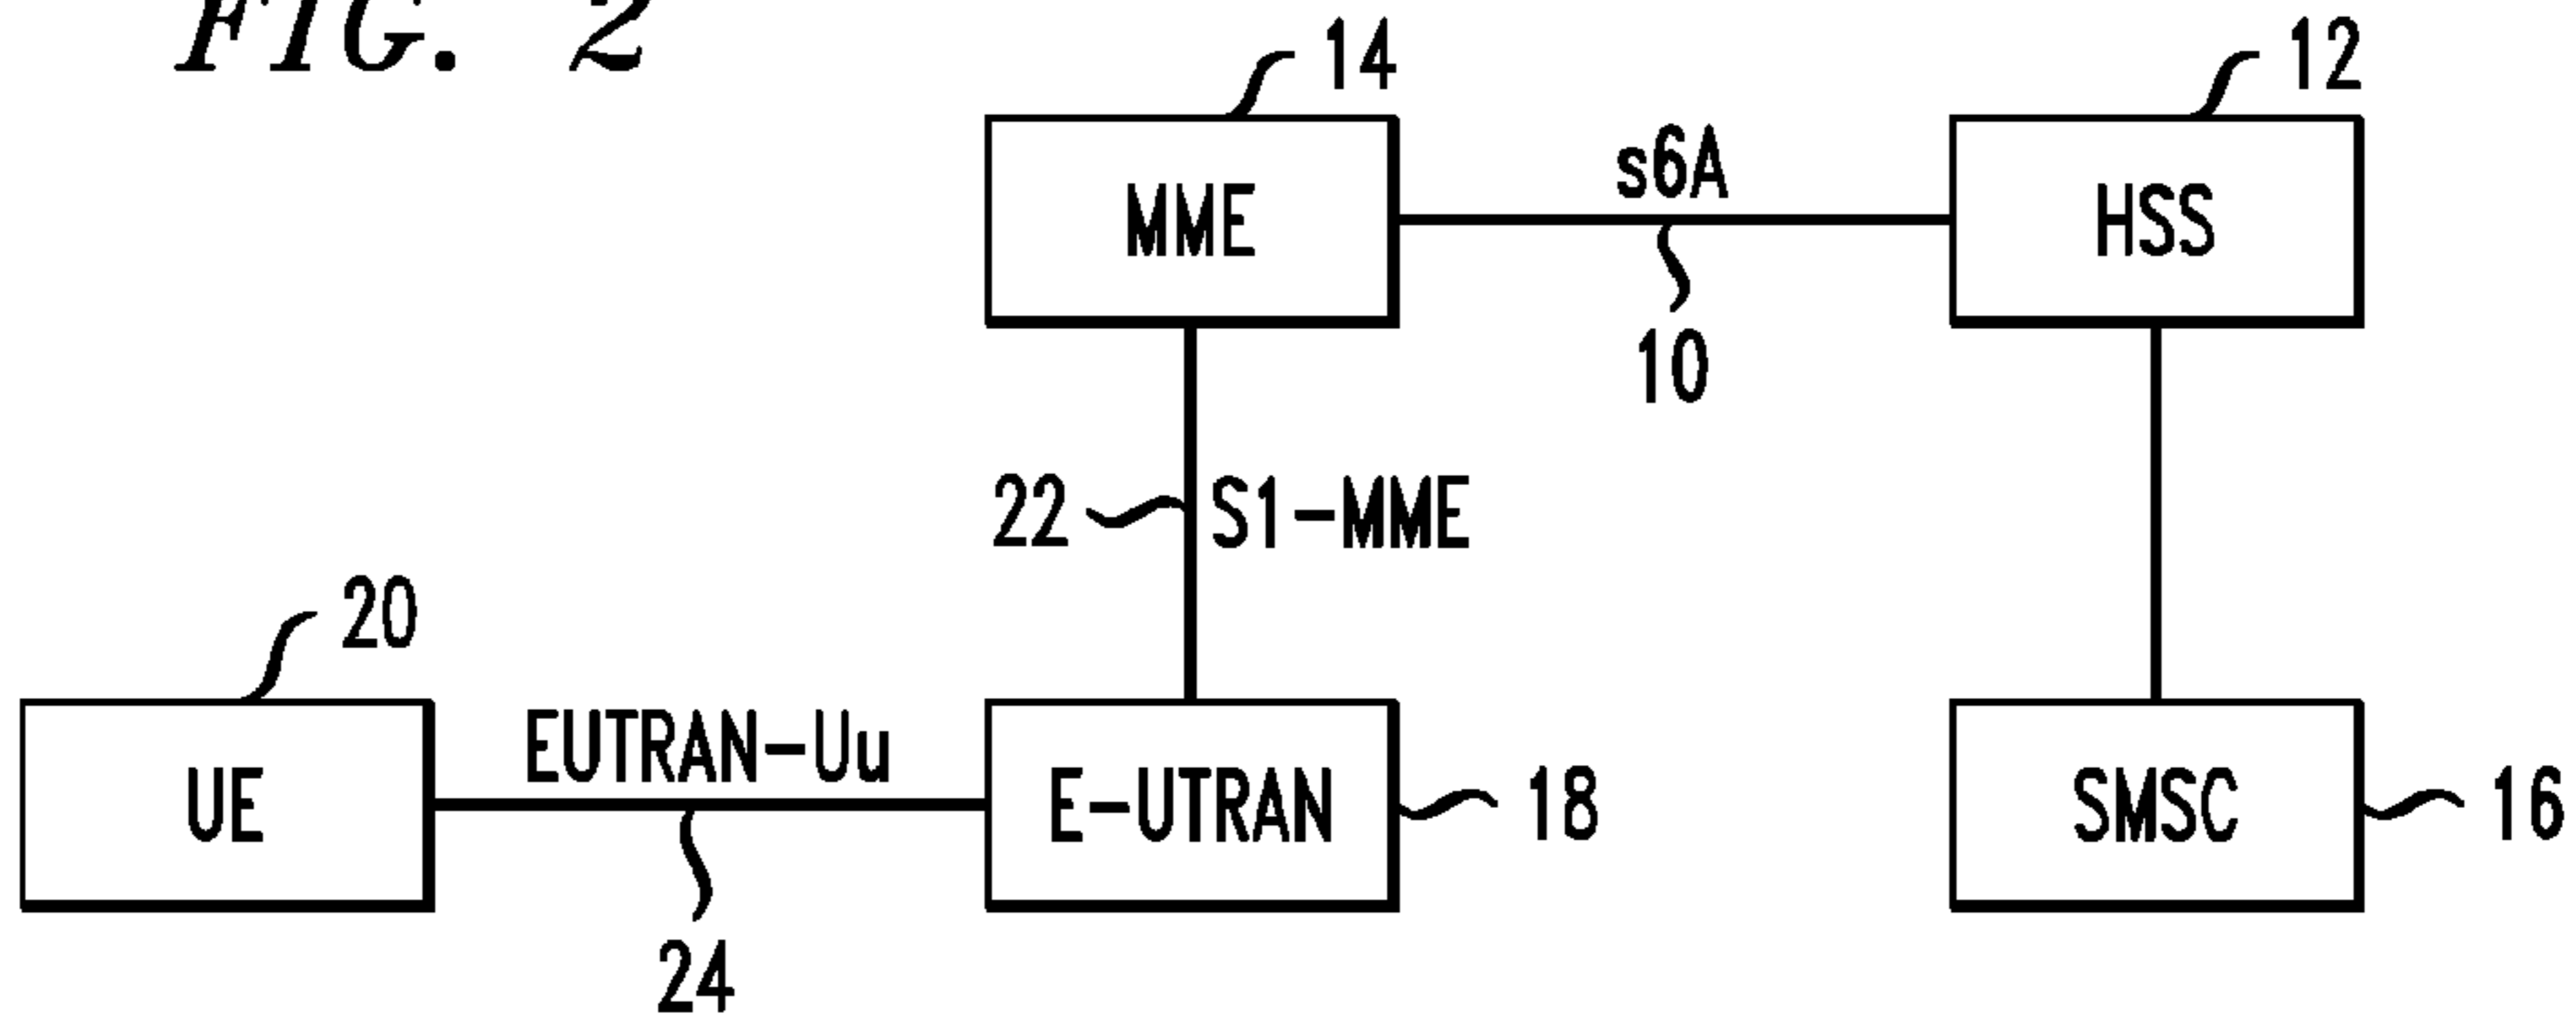 FIG. 2
14
12
MME
s6A
HSS
10
22
S1-MME
20
UE
EUTRAN-Uu
E-UTRAN
18
SMSC
16
24